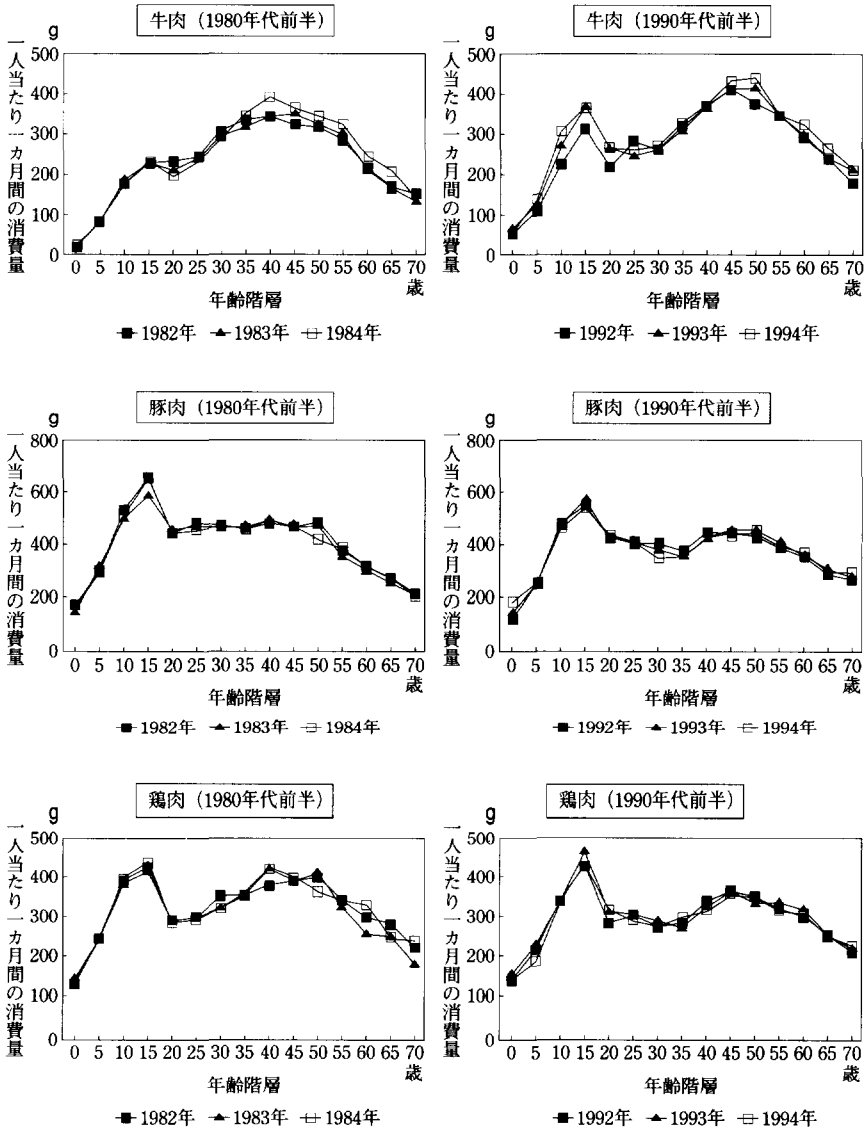 牛肉（1980年代前半）
g
一人当たり一カ月間の消費量
500
400
300
200
100
0
0 5 10 15 20 25 30 35 40 45 50 55 60 65 70
歳
年齢階層
1982年 1983年 1984年
牛肉（1990年代前半）
g
一人当たり一カ月間の消費量
500
400
300
200
100
0
0 5 10 15 20 25 30 35 40 45 50 55 60 65 70
歳
年齢階層
1992年 1993年 1994年
豚肉（1980年代前半）
g
一人当たり一カ月間の消費量
800
600
400
200
0
0 5 10 15 20 25 30 35 40 45 50 55 60 65 70
歳
年齢階層
1982年 1983年 1984年
豚肉（1990年代前半）
g
一人当たり一カ月間の消費量
800
600
400
200
0
0 5 10 15 20 25 30 35 40 45 50 55 60 65 70
歳
年齢階層
1992年 1993年 1994年
鶏肉（1980年代前半）
g
一人当たり一カ月間の消費量
500
400
300
200
100
0
0 5 10 15 20 25 30 35 40 45 50 55 60 65 70
歳
年齢階層
1982年 1983年 1984年
鶏肉（1990年代前半）
g
一人当たり一カ月間の消費量
500
400
300
200
100
0
0 5 10 15 20 25 30 35 40 45 50 55 60 65 70
歳
年齢階層
1992年 1993年 1994年